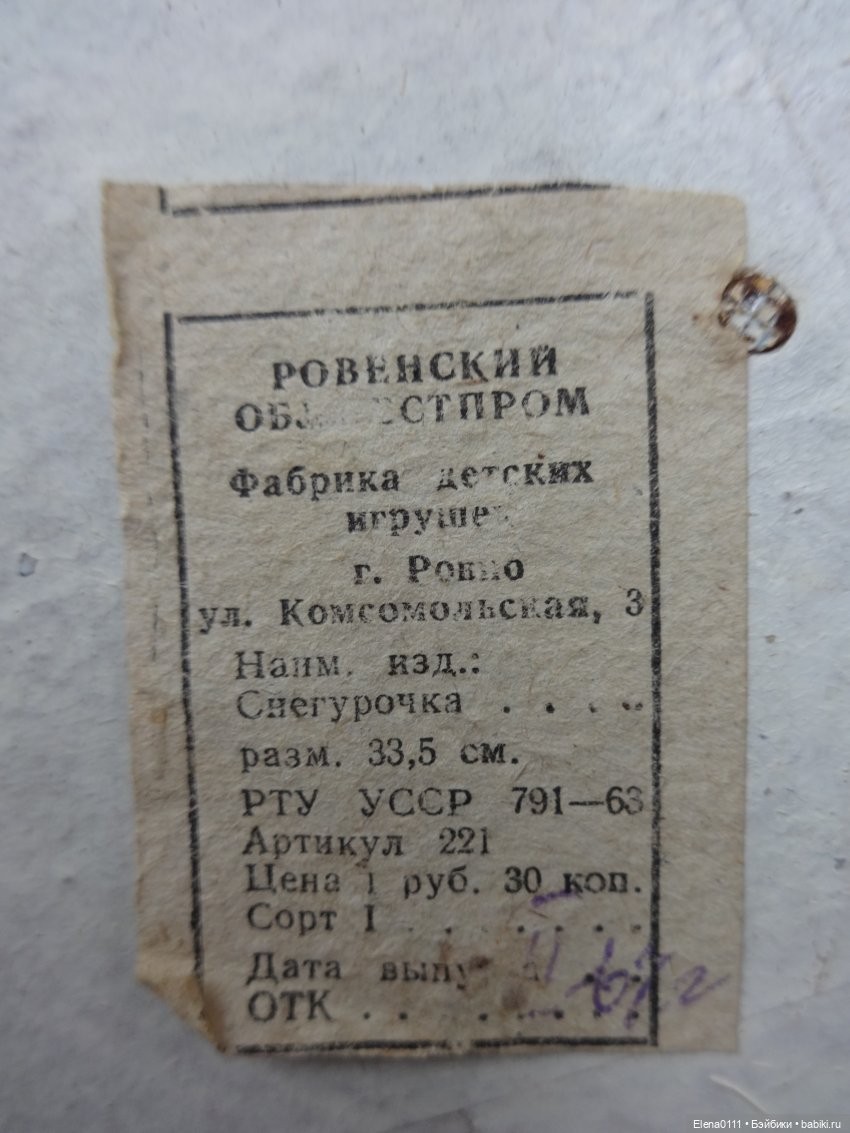 РОВЕНСКИЙ
Фабрика детских
игрушек
г. Ровно
ул. Комсомольская, 3
Наим. изд.:
Снегурочка . . . .
разм. 33,5 см.
РТУ УССР 791—63
Артикул 221
Цена 1 руб. 30 коп.
Сорт I . . . . . . .
Дата выпуска . .
ОТК . . . . . . .
Elena0111 • Бэйбики • babiki.ru